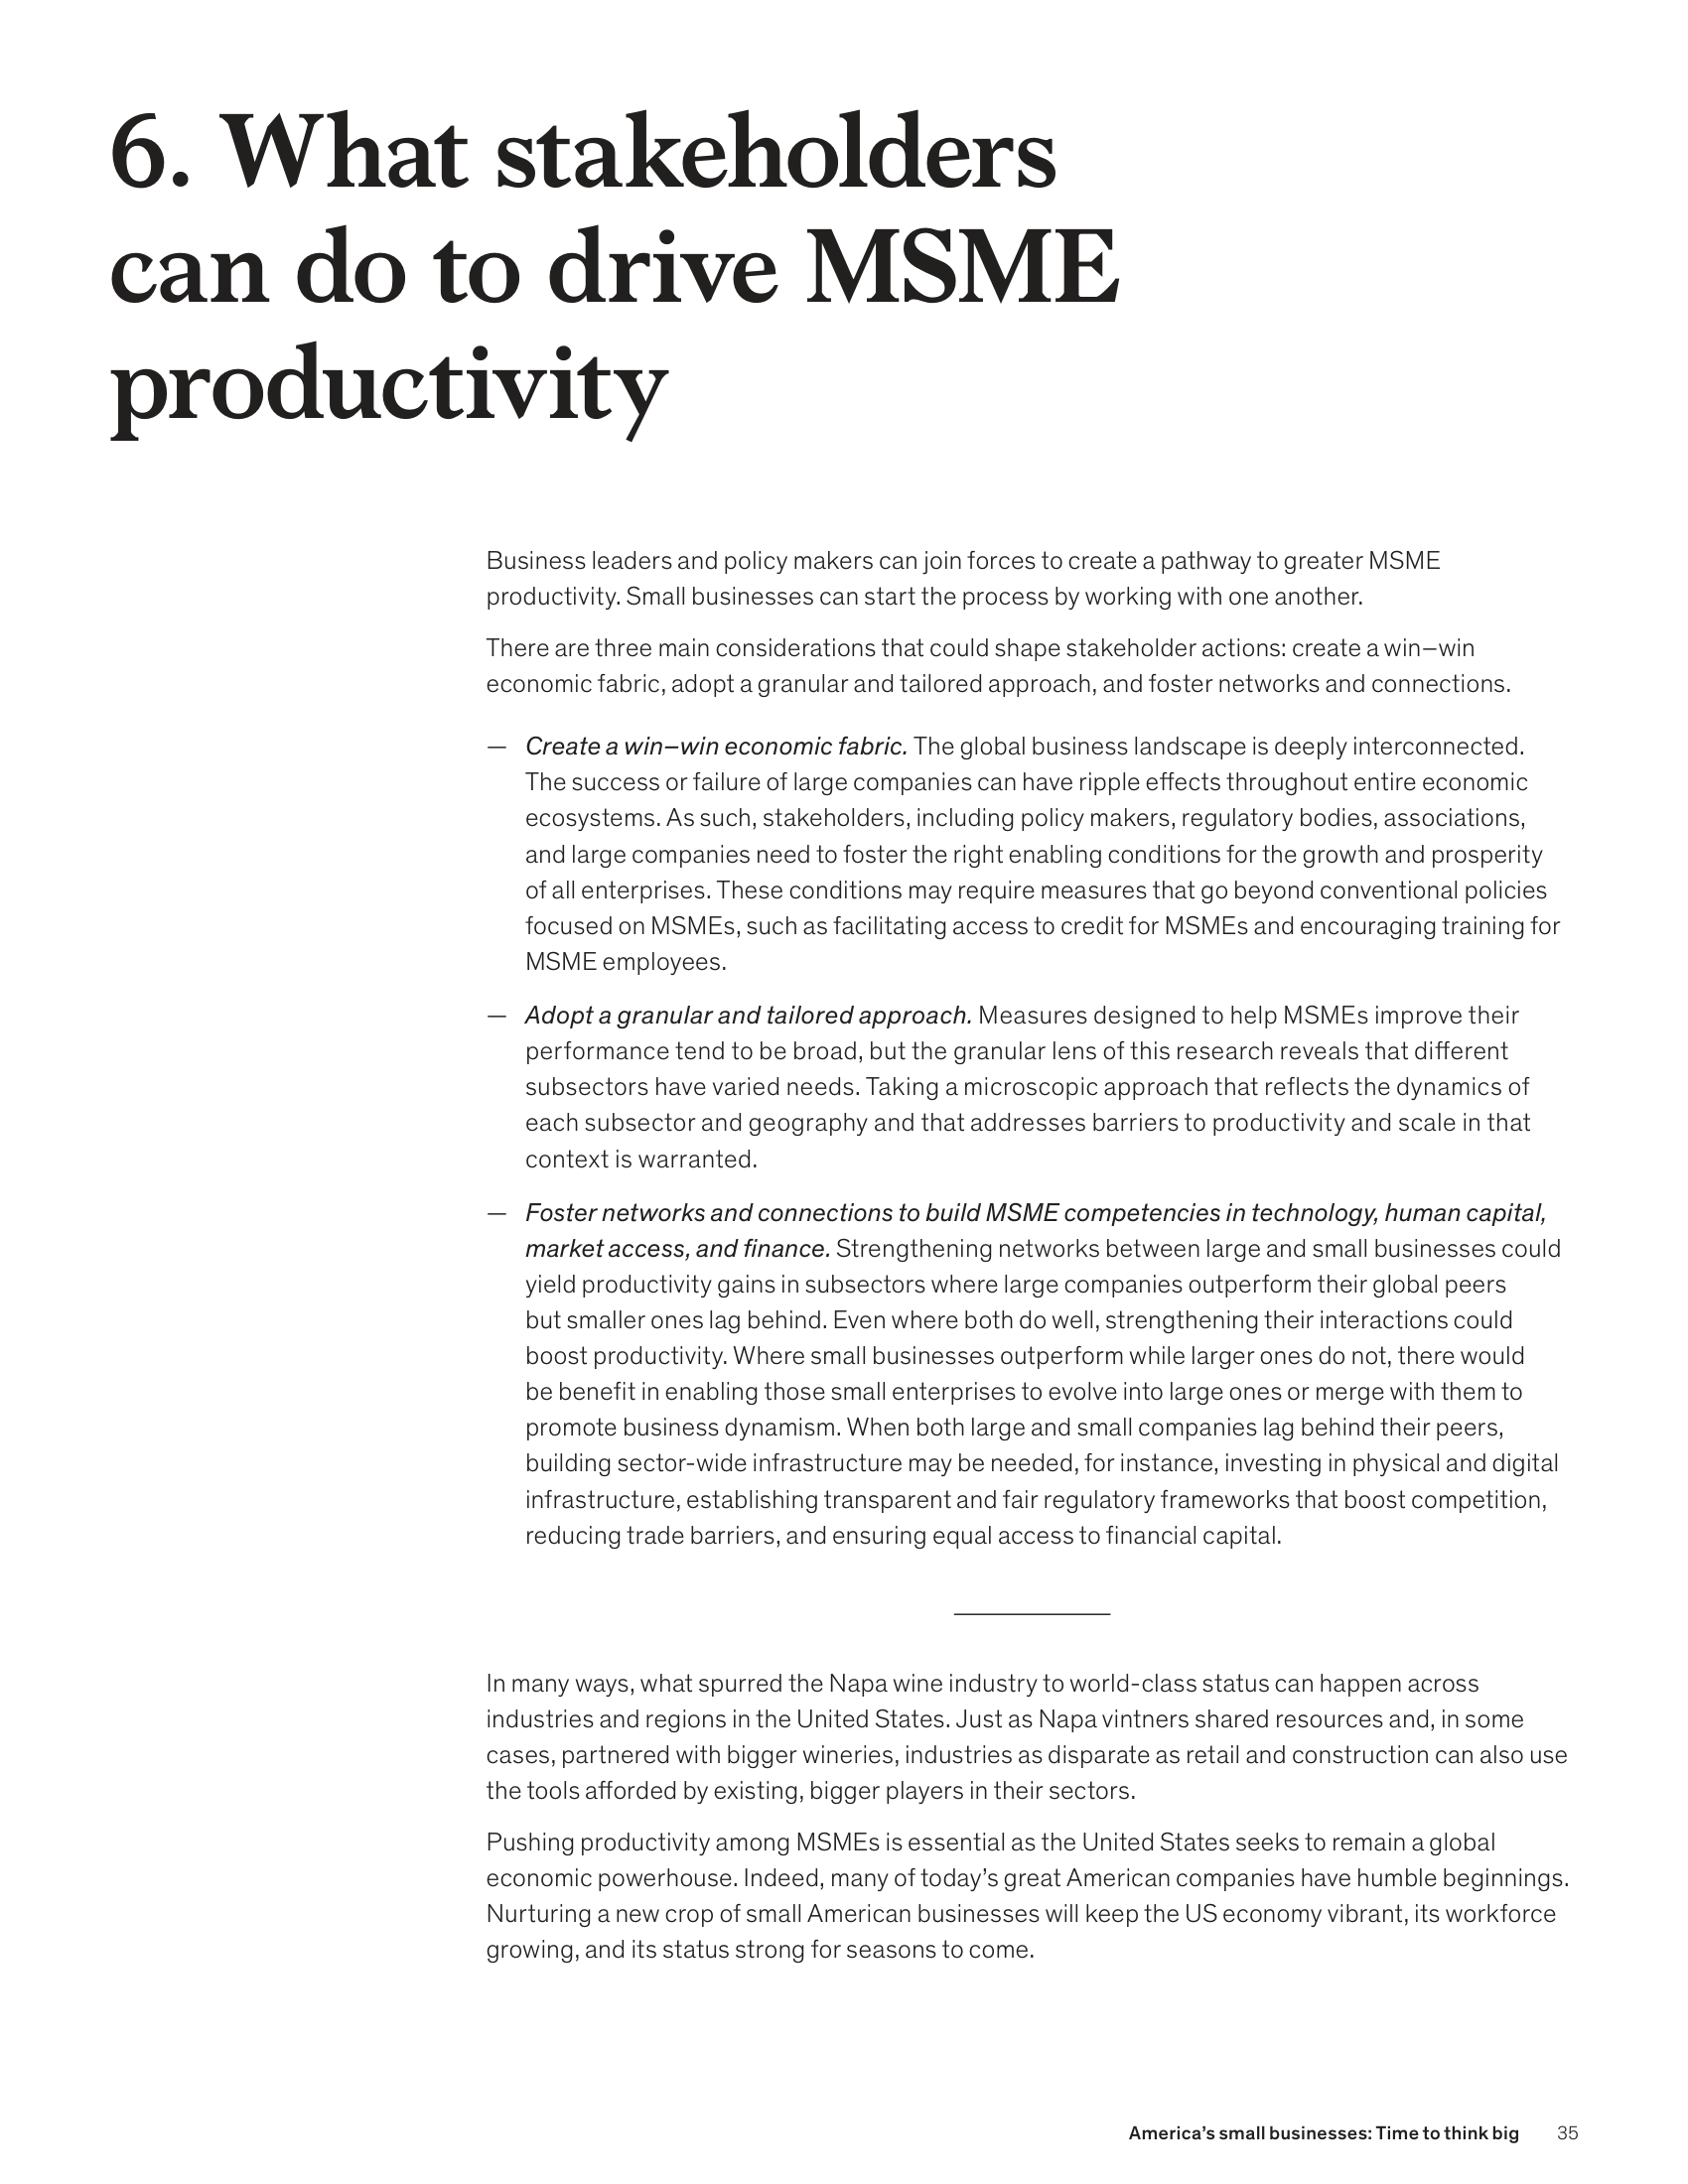 6. What stakeholders
can do to drive MSME
productivity
Business leaders and policy makers can join forces to create a pathway to greater MSME
productivity. Small businesses can start the process by working with one another.
There are three main considerations that could shape stakeholder actions: create a win–win
economic fabric, adopt a granular and tailored approach, and foster networks and connections.
— Create a win–win economic fabric. The global business landscape is deeply interconnected.
The success or failure of large companies can have ripple effects throughout entire economic
ecosystems. As such, stakeholders, including policy makers, regulatory bodies, associations,
and large companies need to foster the right enabling conditions for the growth and prosperity
of all enterprises. These conditions may require measures that go beyond conventional policies
focused on MSMEs, such as facilitating access to credit for MSMEs and encouraging training for
MSME employees.
— Adopt a granular and tailored approach. Measures designed to help MSMEs improve their
performance tend to be broad, but the granular lens of this research reveals that different
subsectors have varied needs. Taking a microscopic approach that reflects the dynamics of
each subsector and geography and that addresses barriers to productivity and scale in that
context is warranted.
— Foster networks and connections to build MSME competencies in technology, human capital,
market access, and finance. Strengthening networks between large and small businesses could
yield productivity gains in subsectors where large companies outperform their global peers
but smaller ones lag behind. Even where both do well, strengthening their interactions could
boost productivity. Where small businesses outperform while larger ones do not, there would
be benefit in enabling those small enterprises to evolve into large ones or merge with them to
promote business dynamism. When both large and small companies lag behind their peers,
building sector-wide infrastructure may be needed, for instance, investing in physical and digital
infrastructure, establishing transparent and fair regulatory frameworks that boost competition,
reducing trade barriers, and ensuring equal access to financial capital.
In many ways, what spurred the Napa wine industry to world-class status can happen across
industries and regions in the United States. Just as Napa vintners shared resources and, in some
cases, partnered with bigger wineries, industries as disparate as retail and construction can also use
the tools afforded by existing, bigger players in their sectors.
Pushing productivity among MSMEs is essential as the United States seeks to remain a global
economic powerhouse. Indeed, many of today’s great American companies have humble beginnings.
Nurturing a new crop of small American businesses will keep the US economy vibrant, its workforce
growing, and its status strong for seasons to come.
America’s small businesses: Time to think big 35